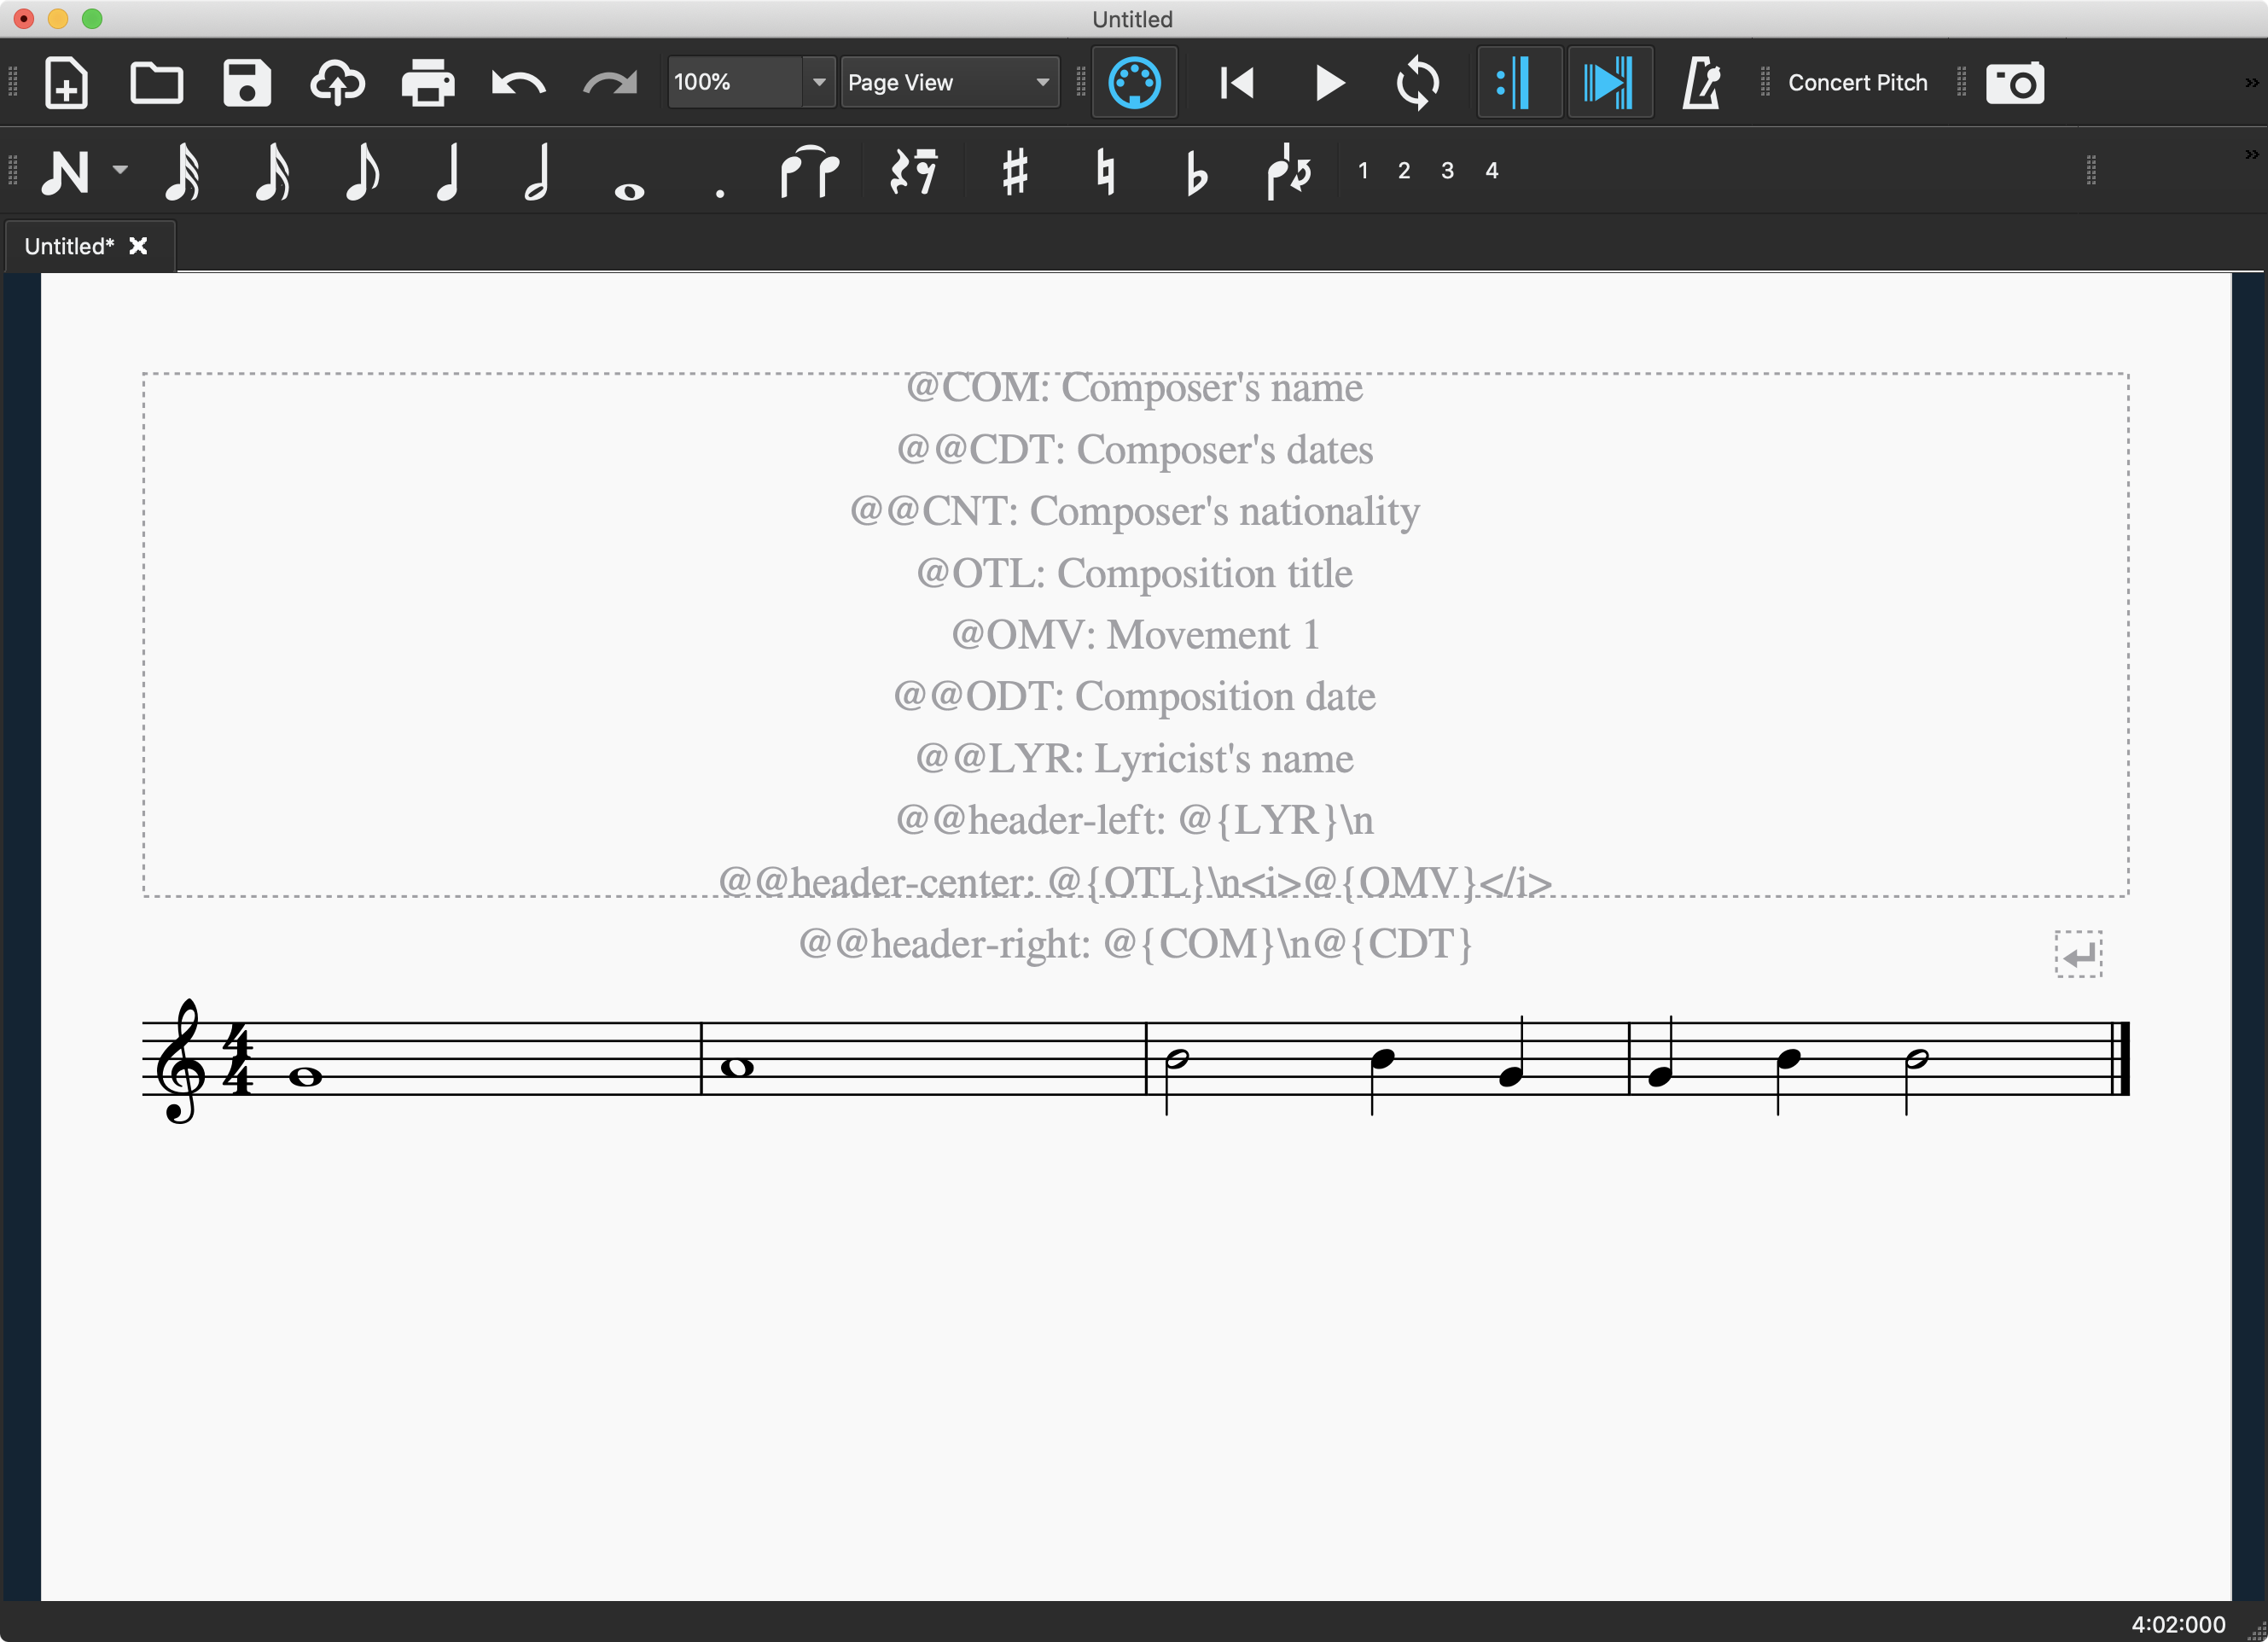 Untitled
100%
Page View
Concert Pitch
»
N
1 2 3 4
»
Untitled*
@COM: Composer's name
@@CDT: Composer's dates
@@CNT: Composer's nationality
@OTL: Composition title
@OMV: Movement 1
@@ODT: Composition date
@@LYR: Lyricist's name
@@header-left: @{LYR}\n
@@header-center: @{OTL}\n<i>@{OMV}</i>
@@header-right: @{COM}\n@{CDT}
4
4
4:02:000